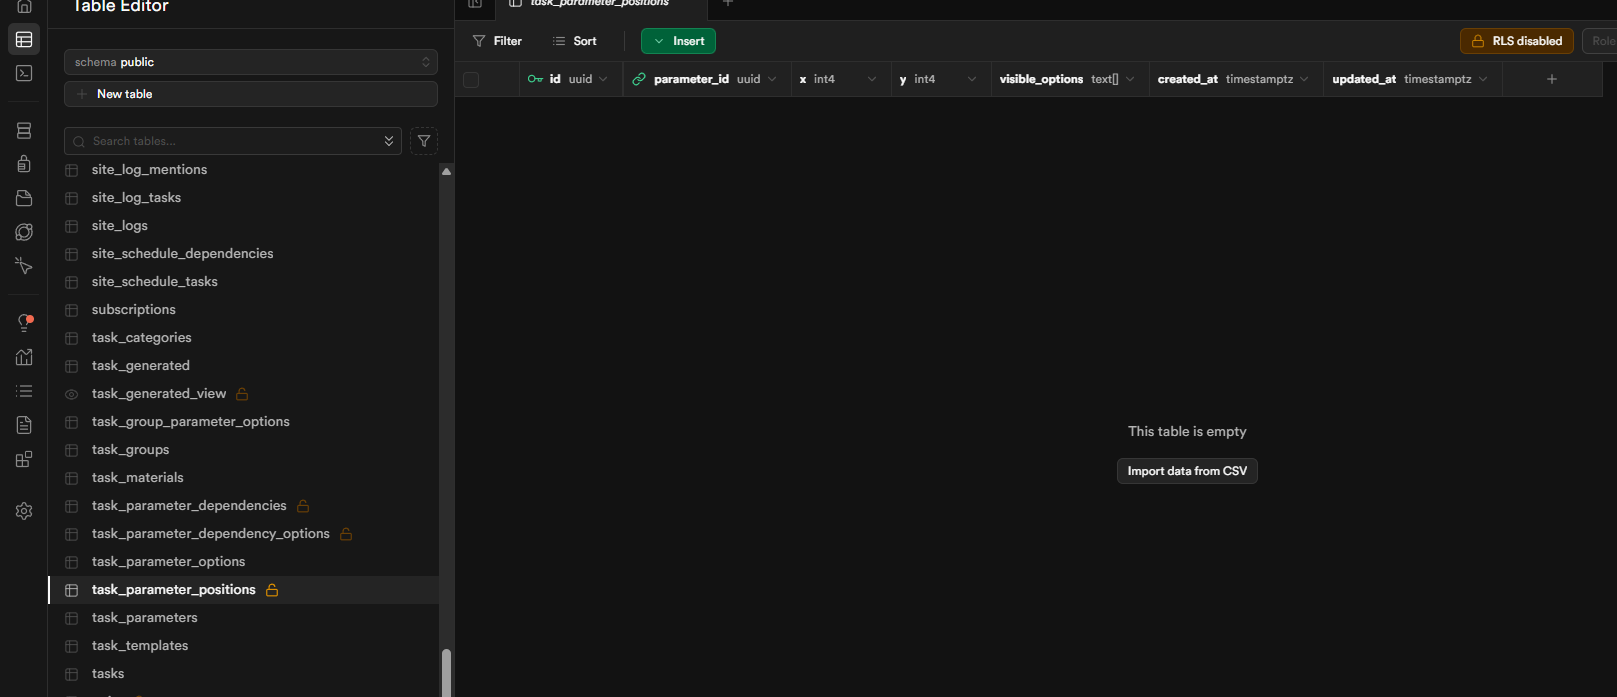 Table Editor
schema public
New table
Search tables...
site_log_mentions
site_log_tasks
site_logs
site_schedule_dependencies
site_schedule_tasks
subscriptions
task_categories
task_generated
task_generated_view
task_group_parameter_options
task_groups
task_materials
task_parameter_dependencies
task_parameter_dependency_options
task_parameter_options
task_parameter_positions
task_parameters
task_templates
tasks
task_parameter_positions
Filter Sort Insert RLS disabled Role
id uuid parameter_id uuid x int4 y int4 visible_options text[] created_at timestamptz updated_at timestamptz
This table is empty
Import data from CSV